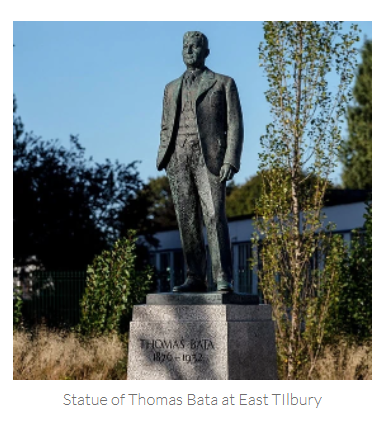 THOMAS BATA
1876 – 1932
Statue of Thomas Bata at East TIlbury